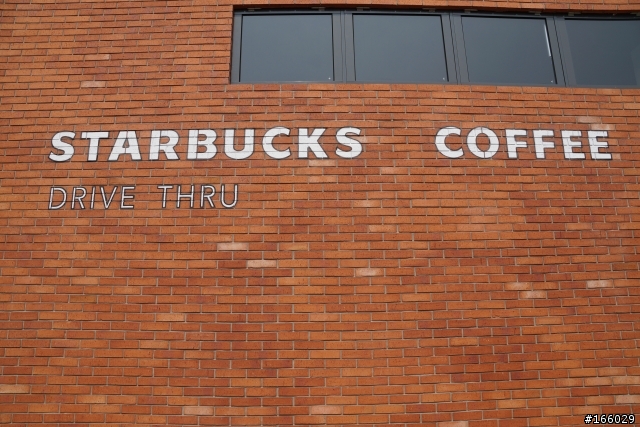 STARBUCKS COFFEE
DRIVE THRU
#166029